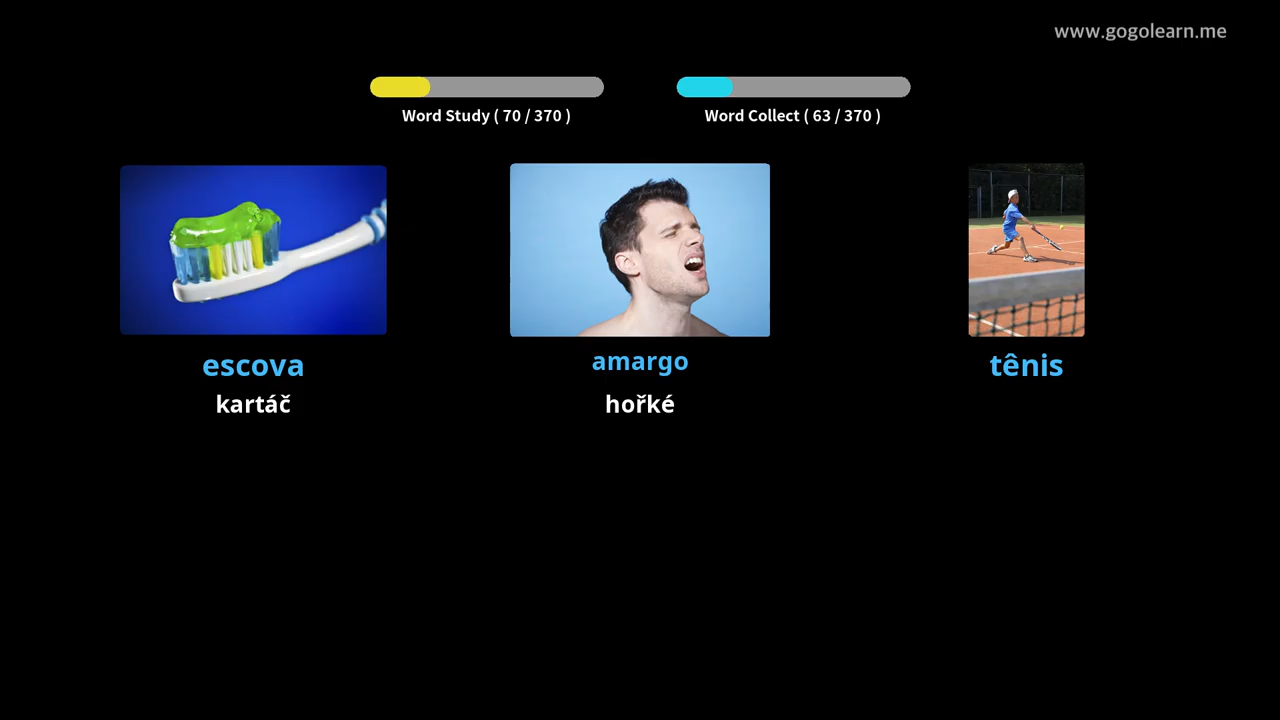 www.gogolearn.me
Word Study ( 70 / 370 )
Word Collect ( 63 / 370 )
escova
kartáč
amargo
hořké
tênis